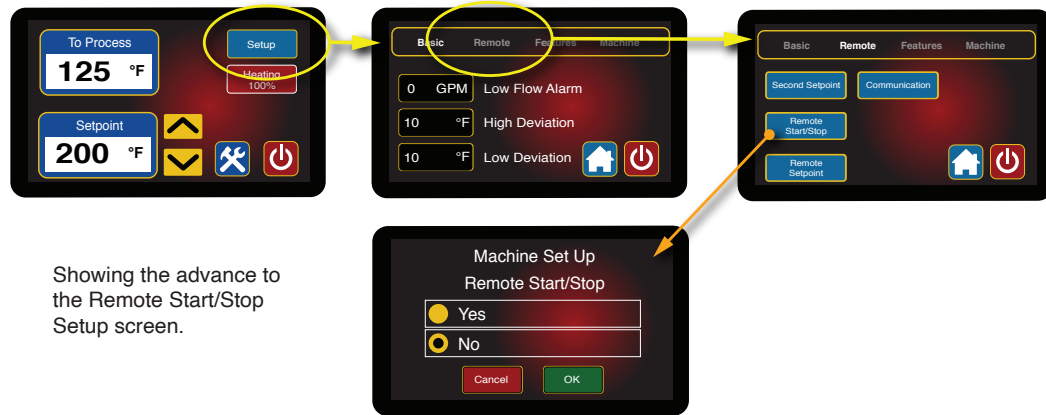 To Process
125 °F
Setup
Heating
100%
Setpoint
200 °F
Basic Remote Features Machine
0 GPM Low Flow Alarm
10 °F High Deviation
10 °F Low Deviation
Basic Remote Features Machine
Second Setpoint Communication
Remote
Start/Stop
Remote
Setpoint
Showing the advance to
the Remote Start/Stop
Setup screen.
Machine Set Up
Remote Start/Stop
Yes
No
Cancel OK